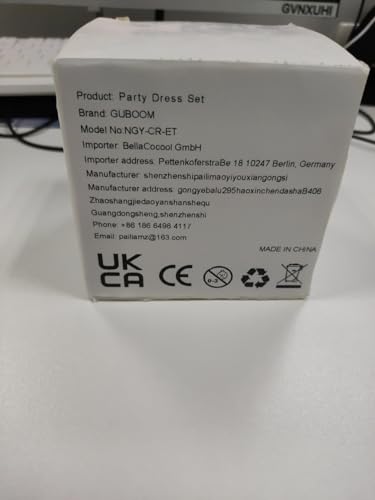 GVNXUHI
Product: Party Dress Set
Brand: GUBOOM
Model No:NGY-CR-ET
Importer: BellaCocool GmbH
Importer address: PettenkoferstraBe 18 10247 Berlin, Germany
Manufacturer: shenzhenshipailimaoyiyouxiangongsi
Manufacturer address: gongyebalu295haoxinchendashaB406
Zhaoshangjiedaoyanshanshequ
Guangdongsheng,shenzhenshi
Phone: +86 186 6496 4117
Email: pailiamz@163.com
MADE IN CHINA
UK
CA CE 0-3